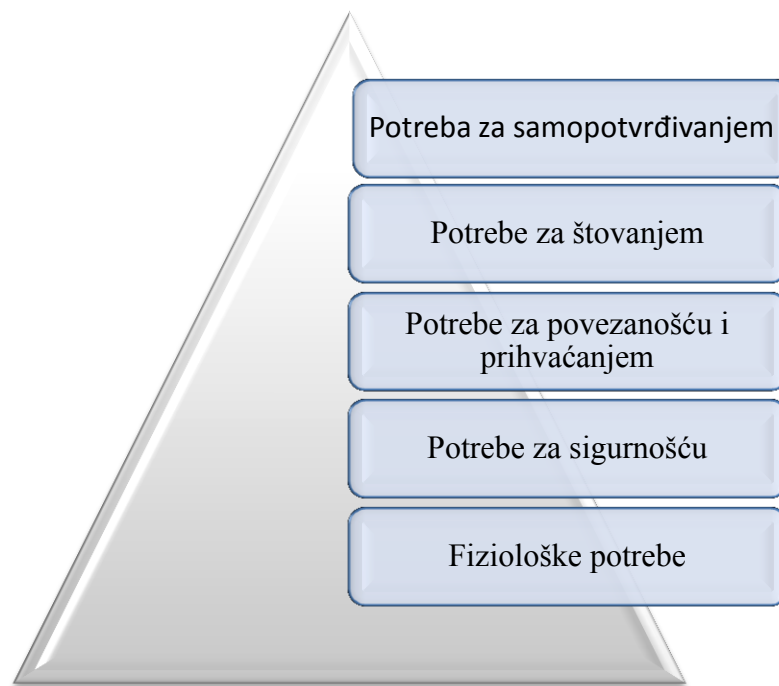 Potreba za samopotvrđivanjem
Potrebe za štovanjem
Potrebe za povezanošću i
prihvaćanjem
Potrebe za sigurnošću
Fiziološke potrebe